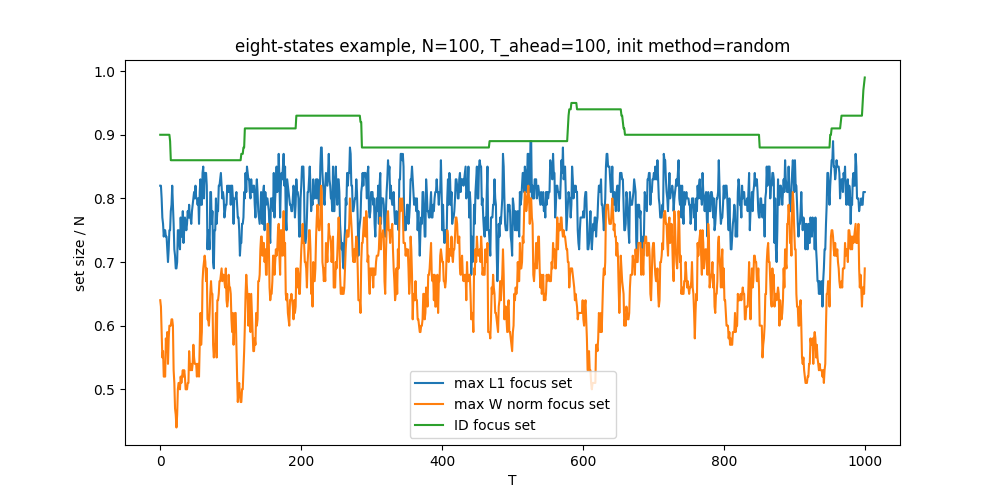 eight-states example, N=100, T_ahead=100, init method=random
1.0
0.9
0.8
0.7
0.6
0.5
set size / N
max L1 focus set
max W norm focus set
ID focus set
0 200 400 600 800 1000
T